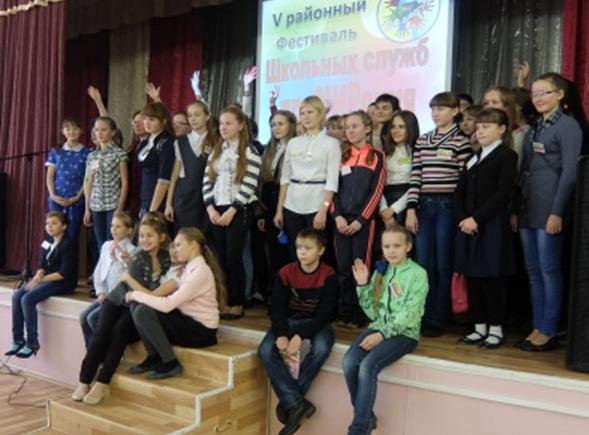 V районный
Фестиваль
Школьных служб